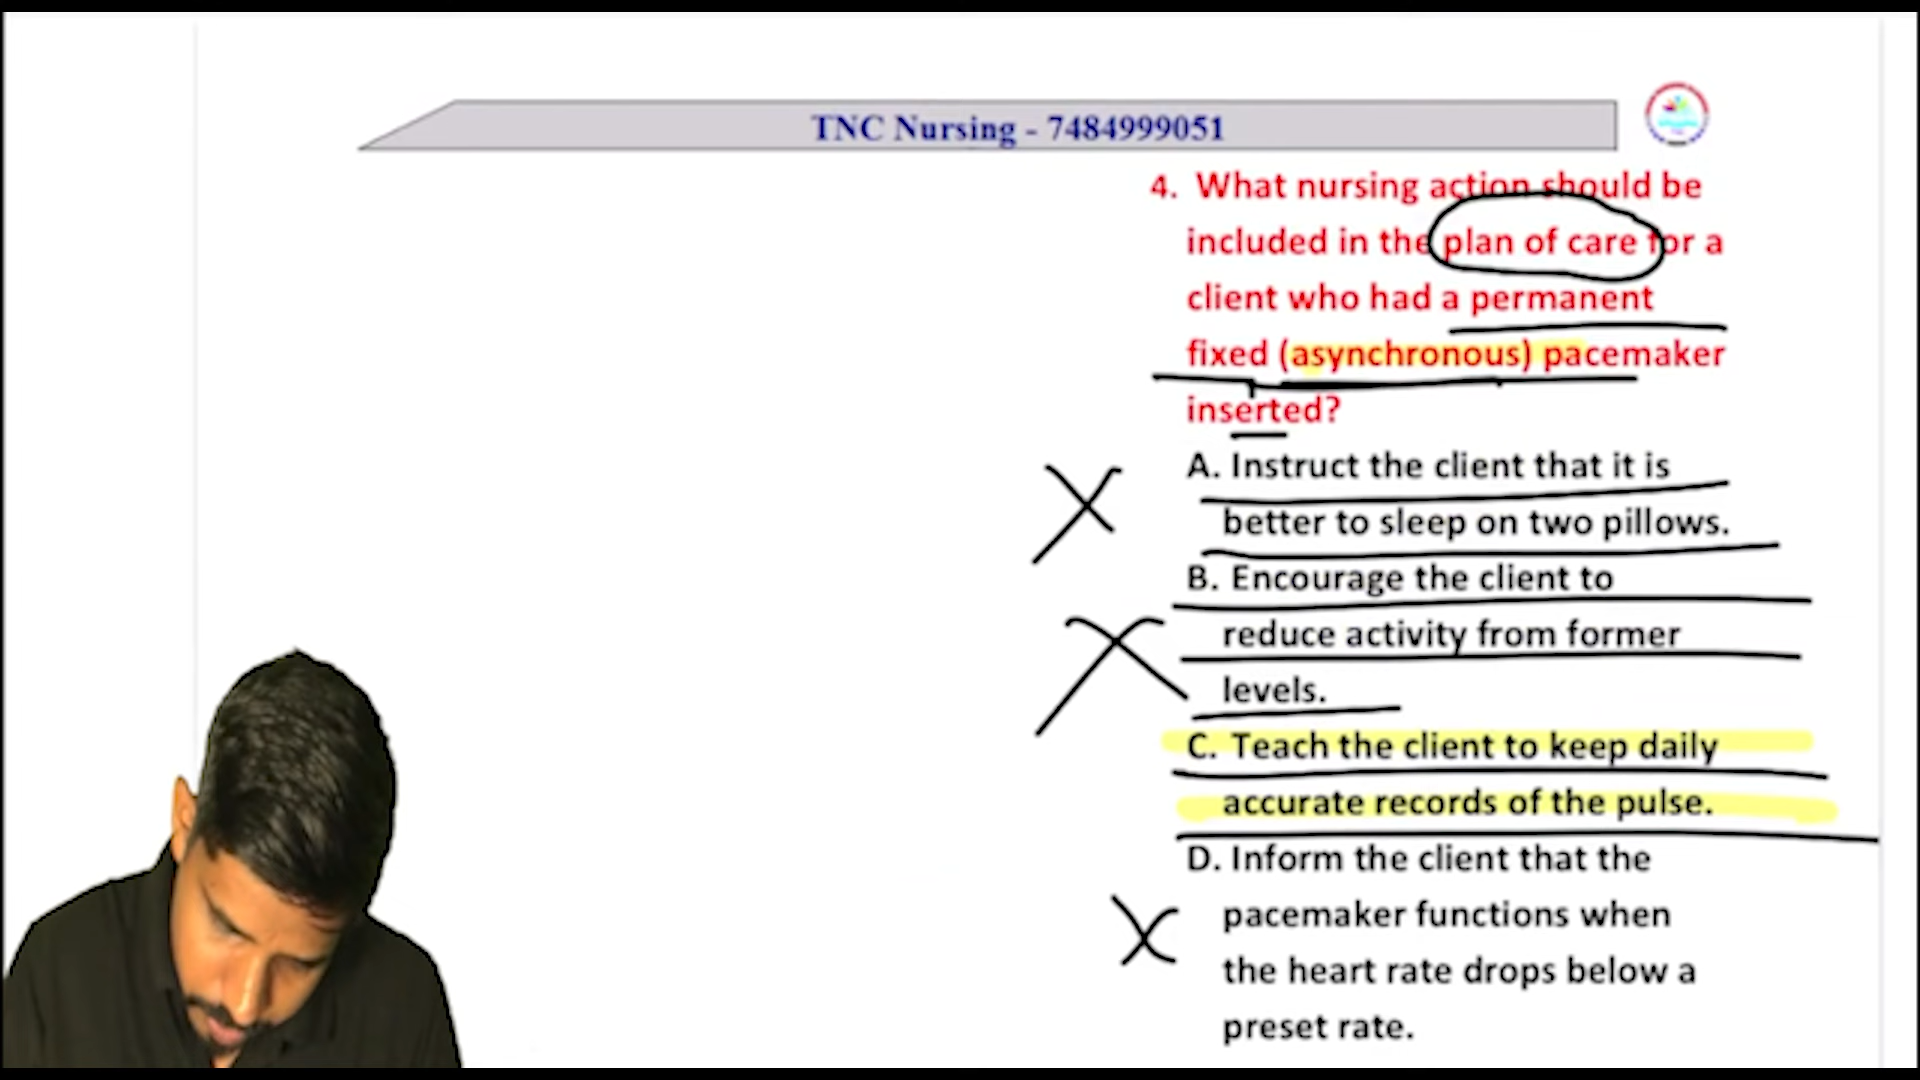 TNC Nursing - 7484999051
4. What nursing action should be
included in the plan of care for a
client who had a permanent
fixed (asynchronous) pacemaker
inserted?
A. Instruct the client that it is
better to sleep on two pillows.
B. Encourage the client to
reduce activity from former
levels.
C. Teach the client to keep daily
accurate records of the pulse.
D. Inform the client that the
pacemaker functions when
the heart rate drops below a
preset rate.